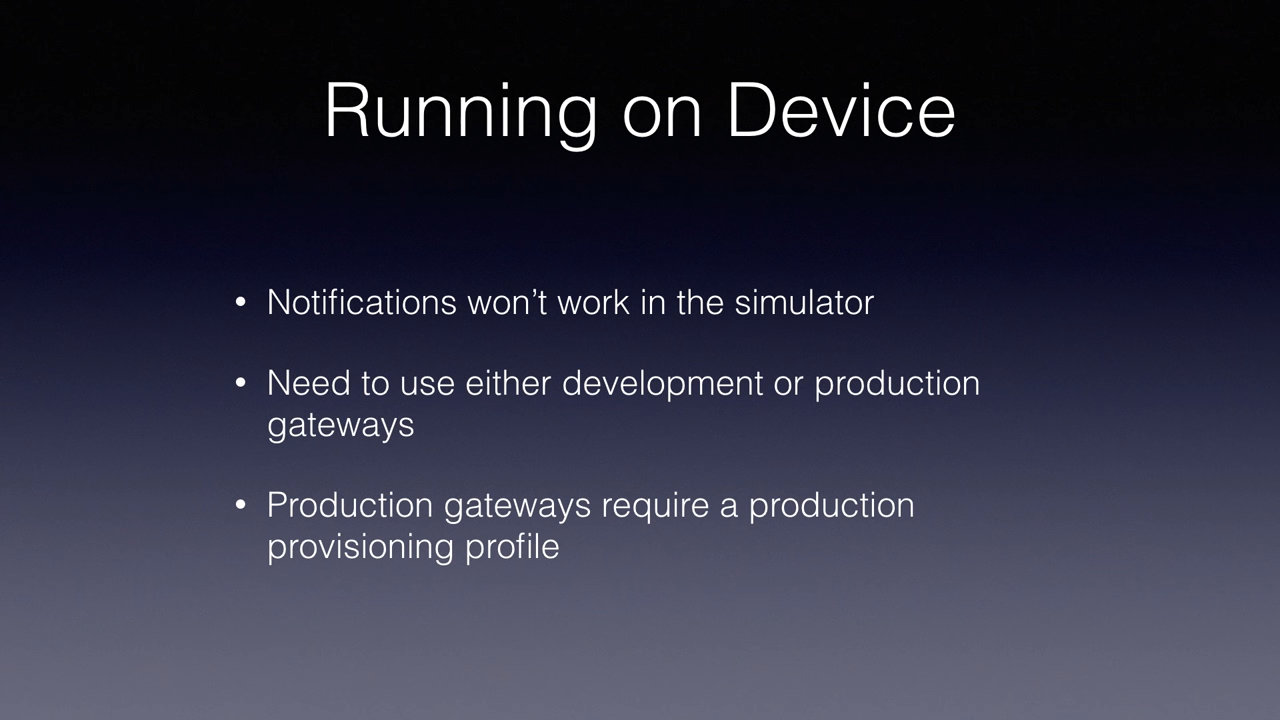 Running on Device
• Notifications won’t work in the simulator
• Need to use either development or production
gateways
• Production gateways require a production
provisioning profile